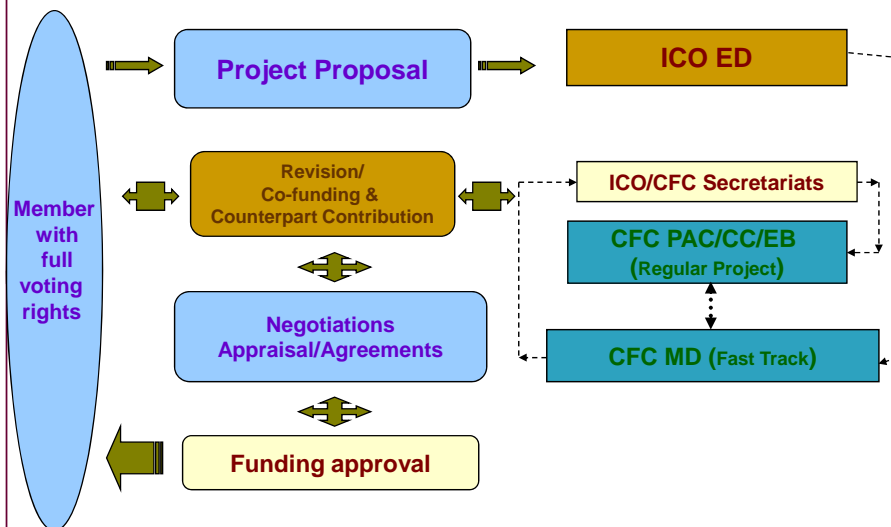 Project Proposal
ICO ED
Member
with
full
voting
rights
Revision/
Co-funding &
Counterpart Contribution
ICO/CFC Secretariats
CFC PAC/CC/EB
(Regular Project)
Negotiations
Appraisal/Agreements
CFC MD (Fast Track)
Funding approval